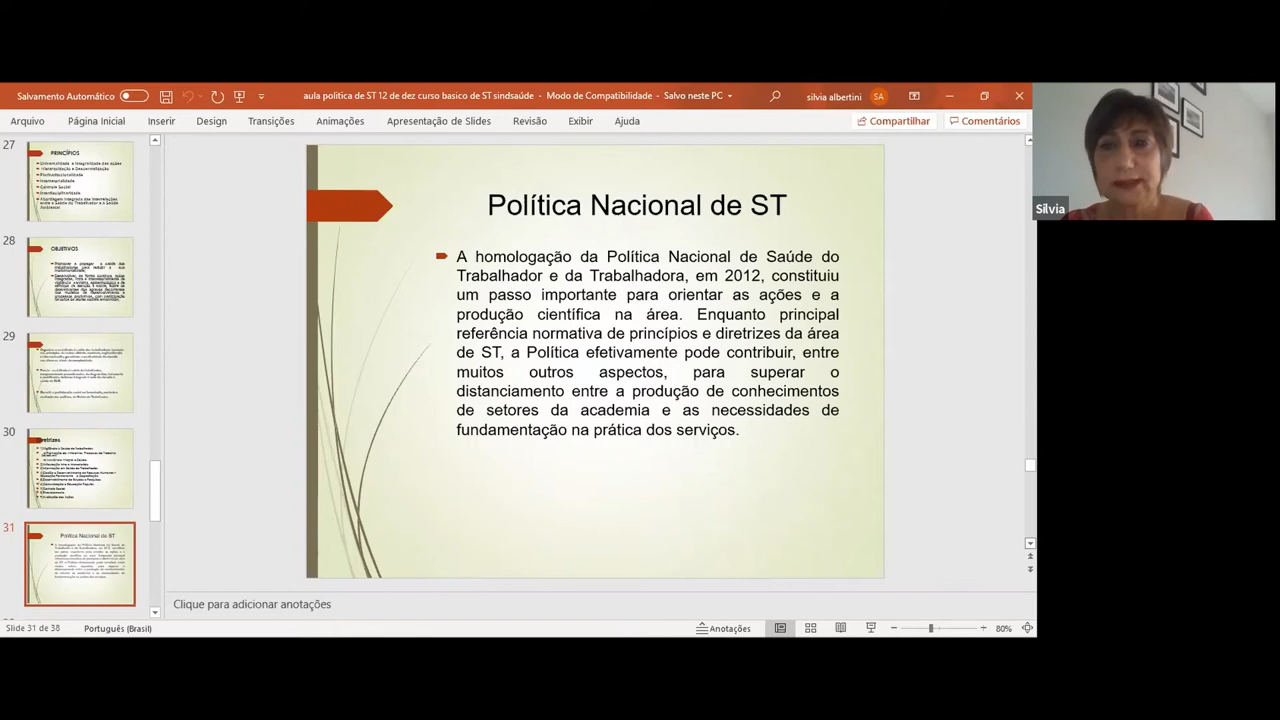 Salvamento Automático
aula politica de ST 12 de dez curso basico de ST sindsaúde - Modo de Compatibilidade - Salvo neste PC
silvia albertini
SA
Arquivo Página Inicial Inserir Design Transições Animações Apresentação de Slides Revisão Exibir Ajuda
Compartilhar
Comentários
27
PRINCÍPIOS
Controle Social
28
OBJETIVOS
29
30
31
Política Nacional de ST
Política Nacional de ST
A homologação da Política Nacional de Saúde do
Trabalhador e da Trabalhadora, em 2012, constituiu
um passo importante para orientar as ações e a
produção científica na área. Enquanto principal
referência normativa de princípios e diretrizes da área
de ST, a Política efetivamente pode contribuir, entre
muitos outros aspectos, para superar o
distanciamento entre a produção de conhecimentos
de setores da academia e as necessidades de
fundamentação na prática dos serviços.
Silvia
Clique para adicionar anotações
Slide 31 de 38
Português (Brasil)
Anotações
80%